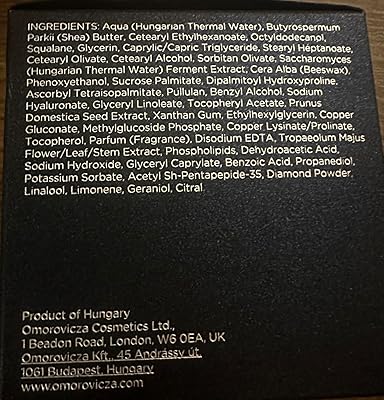 INGREDIENTS: Aqua (Hungarian Thermal Water), Butyrospermum
Parkii (Shea) Butter, Cetearyl Ethylhexanoate, Octyldodecanol,
Squalane, Glycerin, Caprylic/Capric Triglyceride, Stearyl Heptanoate,
Cetearyl Olivate, Cetearyl Alcohol, Sorbitan Olivate, Saccharomyces
(Hungarian Thermal Water) Ferment Extract, Cera Alba (Beeswax),
Phenoxyethanol, Sucrose Palmitate, Dipalmitoyl Hydroxyproline,
Ascorbyl Tetraisopalmitate, Pullulan, Benzyl Alcohol, Sodium
Hyaluronate, Glyceryl Linoleate, Tocopheryl Acetate, Prunus
Domestica Seed Extract, Xanthan Gum, Ethylhexylglycerin, Copper
Gluconate, Methylglucoside Phosphate, Copper Lysinate/Prolinate,
Tocopherol, Parfum (Fragrance), Disodium EDTA, Tropaeolum Majus
Flower/Leaf/Stem Extract, Phospholipids, Dehydroacetic Acid,
Sodium Hydroxide, Glyceryl Caprylate, Benzoic Acid, Propanediol,
Potassium Sorbate, Acetyl Sh-Pentapeptide-35, Diamond Powder,
Linalool, Limonene, Geraniol, Citral.
Product of Hungary
Omorovicza Cosmetics Ltd.,
1 Beadon Road, London, W6 0EA, UK
Omorovicza Kft., 45 Andrássy út,
1061 Budapest, Hungary
www.omorovicza.com